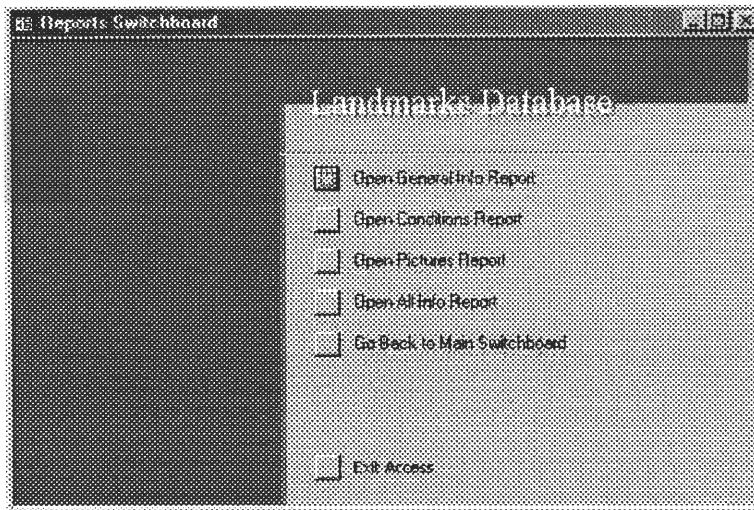 Reports Switchboard
Landmarks Database
Open General Info Report
Open Conditions Report
Open Pictures Report
Open All Info Report
Go Back to Main Switchboard
Exit Access